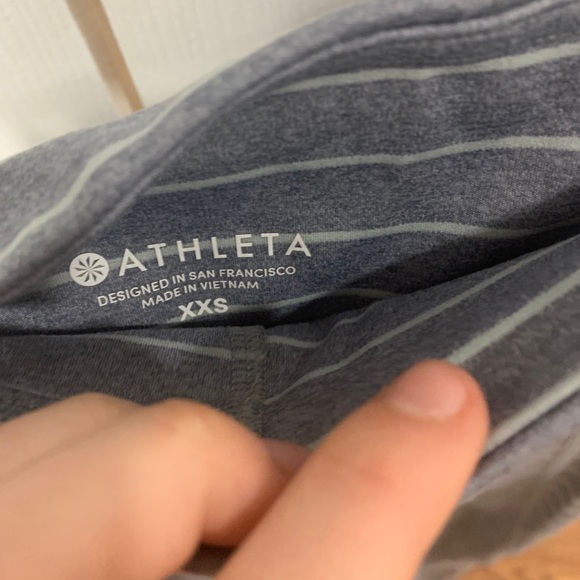 ATHLETA
DESIGNED IN SAN FRANCISCO
MADE IN VIETNAM
XXS